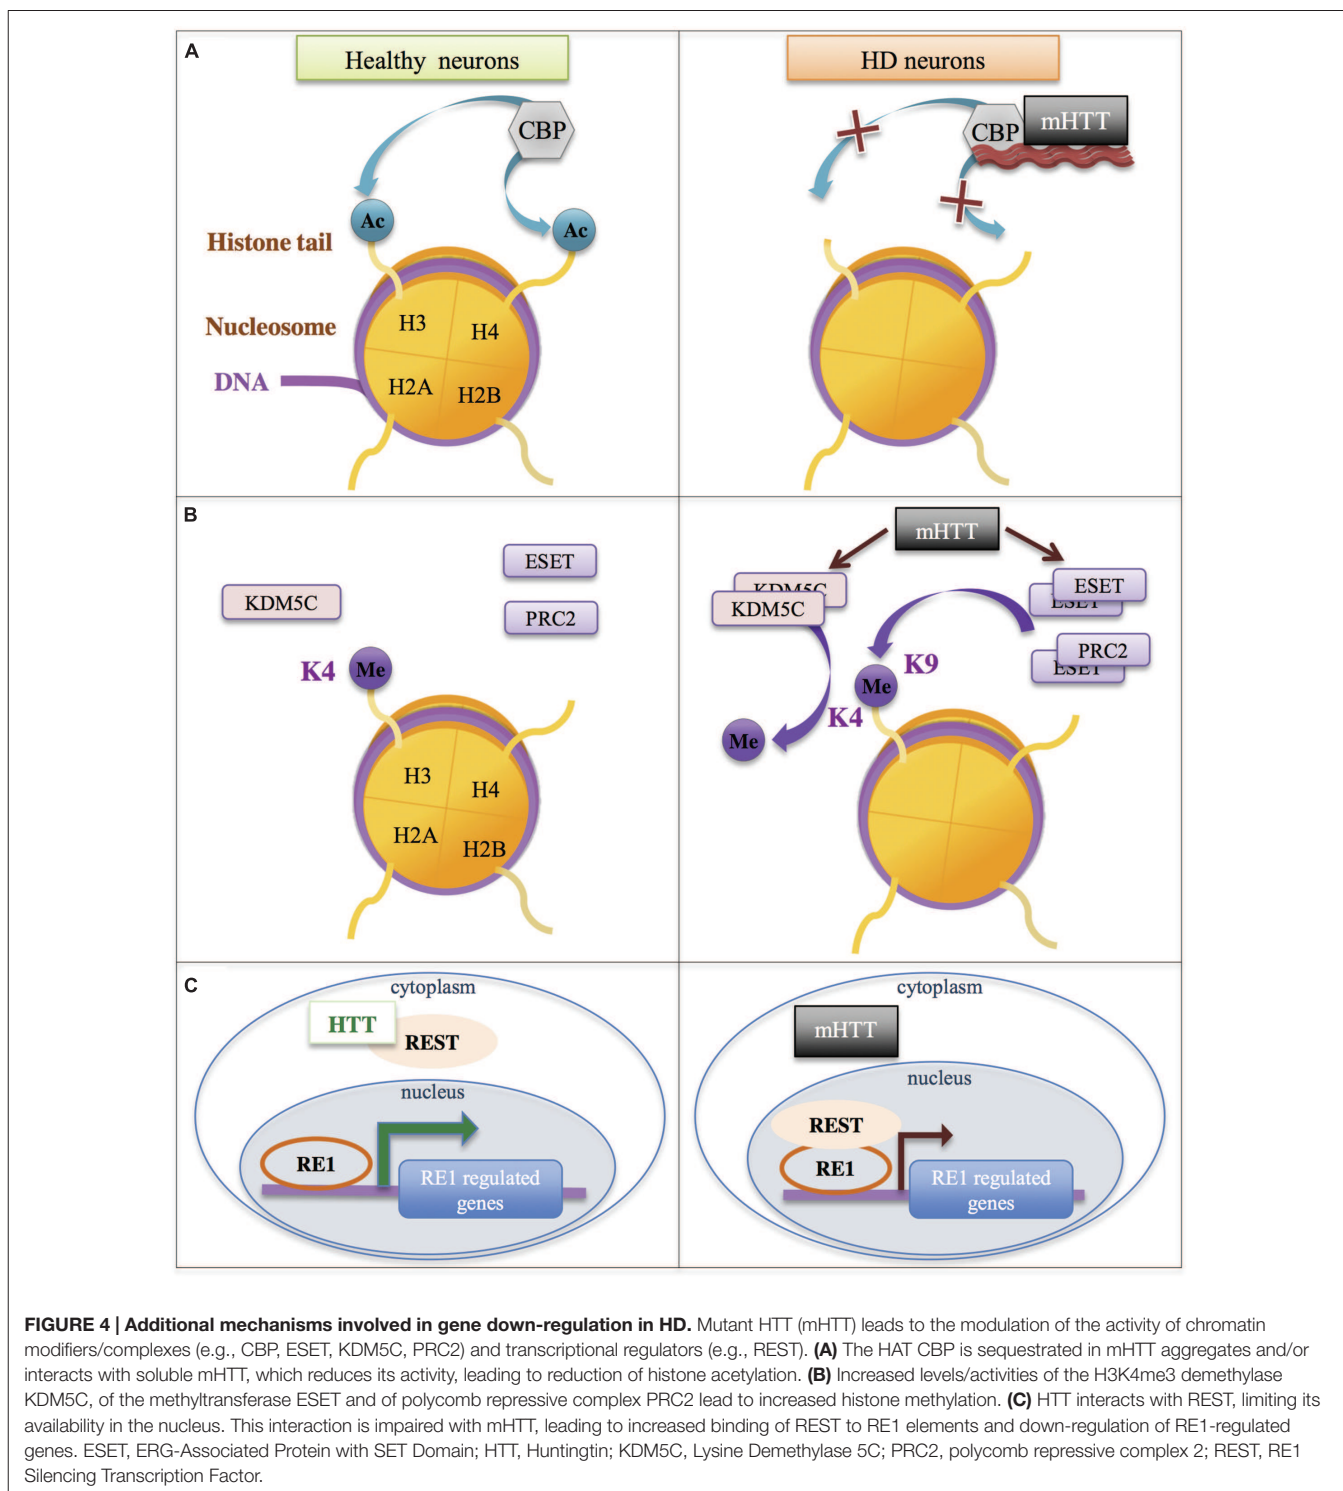 A
Healthy neurons
HD neurons
CBP
CBP
mHTT
Ac
Ac
Histone tail
Nucleosome
DNA
H3
H4
H2A
H2B
B
ESET
KDM5C
PRC2
K4
Me
H3
H4
H2A
H2B
mHTT
KDM5C
KDM5C
ESET
ESET
PRC2
ESET
K9
Me
K4
Me
C
cytoplasm
HTT
REST
nucleus
RE1
RE1 regulated
genes
cytoplasm
mHTT
nucleus
REST
RE1
RE1 regulated
genes
FIGURE 4 | Additional mechanisms involved in gene down-regulation in HD. Mutant HTT (mHTT) leads to the modulation of the activity of chromatin
modifiers/complexes (e.g., CBP, ESET, KDM5C, PRC2) and transcriptional regulators (e.g., REST). (A) The HAT CBP is sequestrated in mHTT aggregates and/or
interacts with soluble mHTT, which reduces its activity, leading to reduction of histone acetylation. (B) Increased levels/activities of the H3K4me3 demethylase
KDM5C, of the methyltransferase ESET and of polycomb repressive complex PRC2 lead to increased histone methylation. (C) HTT interacts with REST, limiting its
availability in the nucleus. This interaction is impaired with mHTT, leading to increased binding of REST to RE1 elements and down-regulation of RE1-regulated
genes. ESET, ERG-Associated Protein with SET Domain; HTT, Huntingtin; KDM5C, Lysine Demethylase 5C; PRC2, polycomb repressive complex 2; REST, RE1
Silencing Transcription Factor.